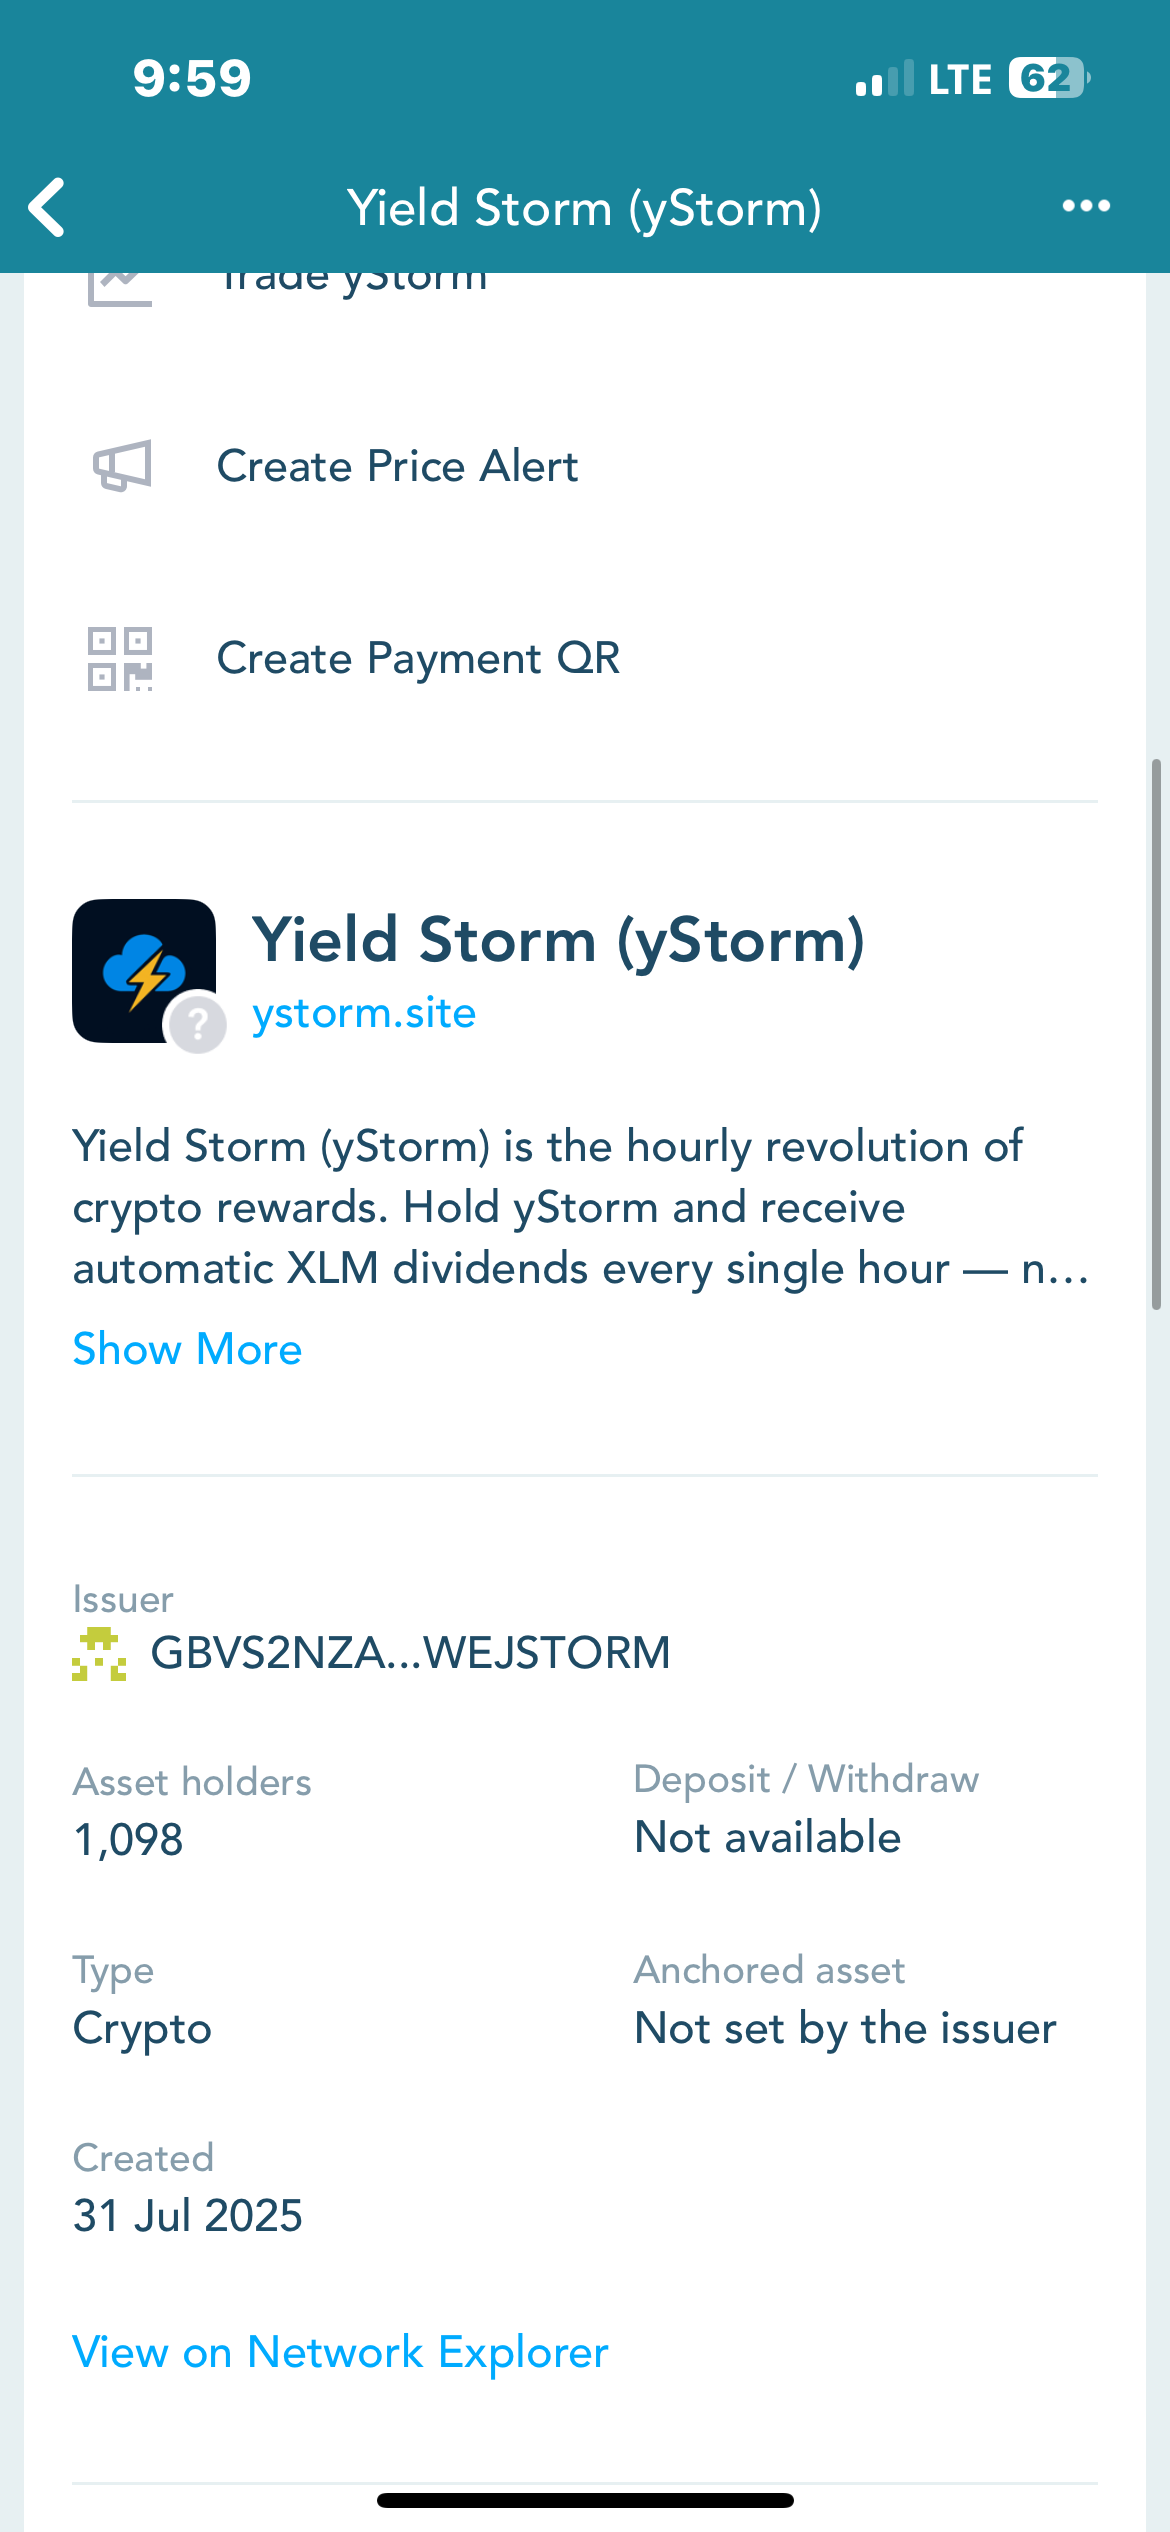 9:59
LTE 62
Yield Storm (yStorm)
Trade yStorm
Create Price Alert
Create Payment QR
Yield Storm (yStorm)
?
ystorm.site
Yield Storm (yStorm) is the hourly revolution of
crypto rewards. Hold yStorm and receive
automatic XLM dividends every single hour — n...
Show More
Issuer
GBVS2NZA...WEJSTORM
Asset holders
1,098
Deposit / Withdraw
Not available
Type
Crypto
Anchored asset
Not set by the issuer
Created
31 Jul 2025
View on Network Explorer